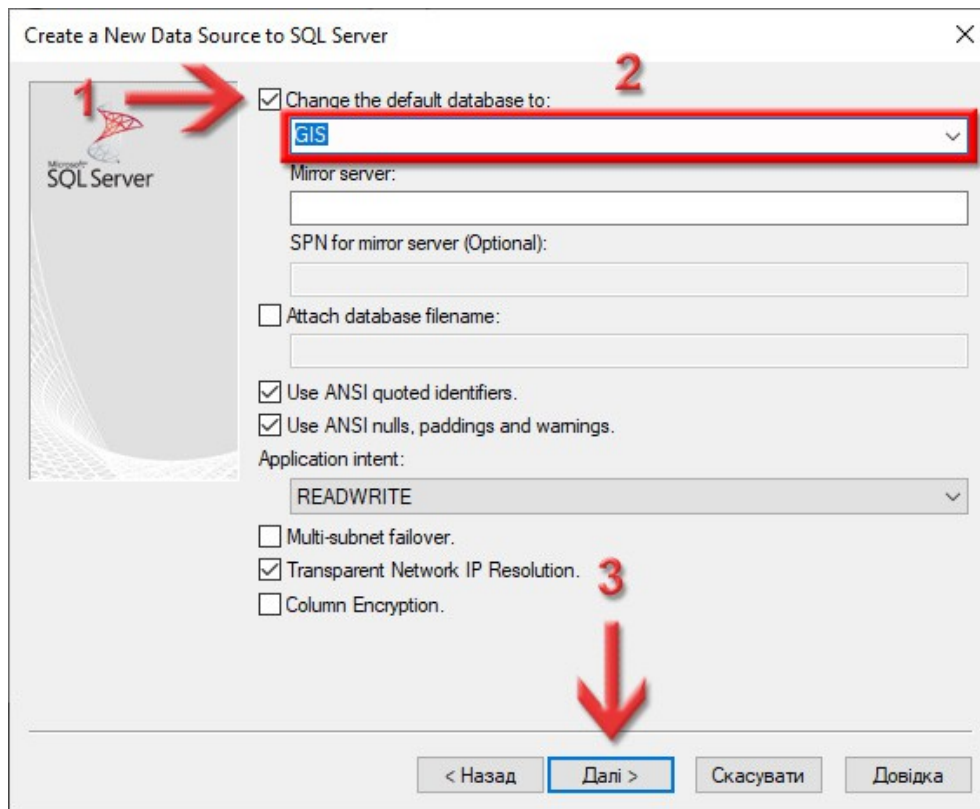 Create a New Data Source to SQL Server
1
2
Change the default database to:
GIS
Microsoft®
SQL Server
Mirror server:
SPN for mirror server (Optional):
Attach database filename:
Use ANSI quoted identifiers.
Use ANSI nulls, paddings and warnings.
Application intent:
READWRITE
Multi-subnet failover.
Transparent Network IP Resolution.
3
Column Encryption.
< Назад
Далі >
Скасувати
Довідка